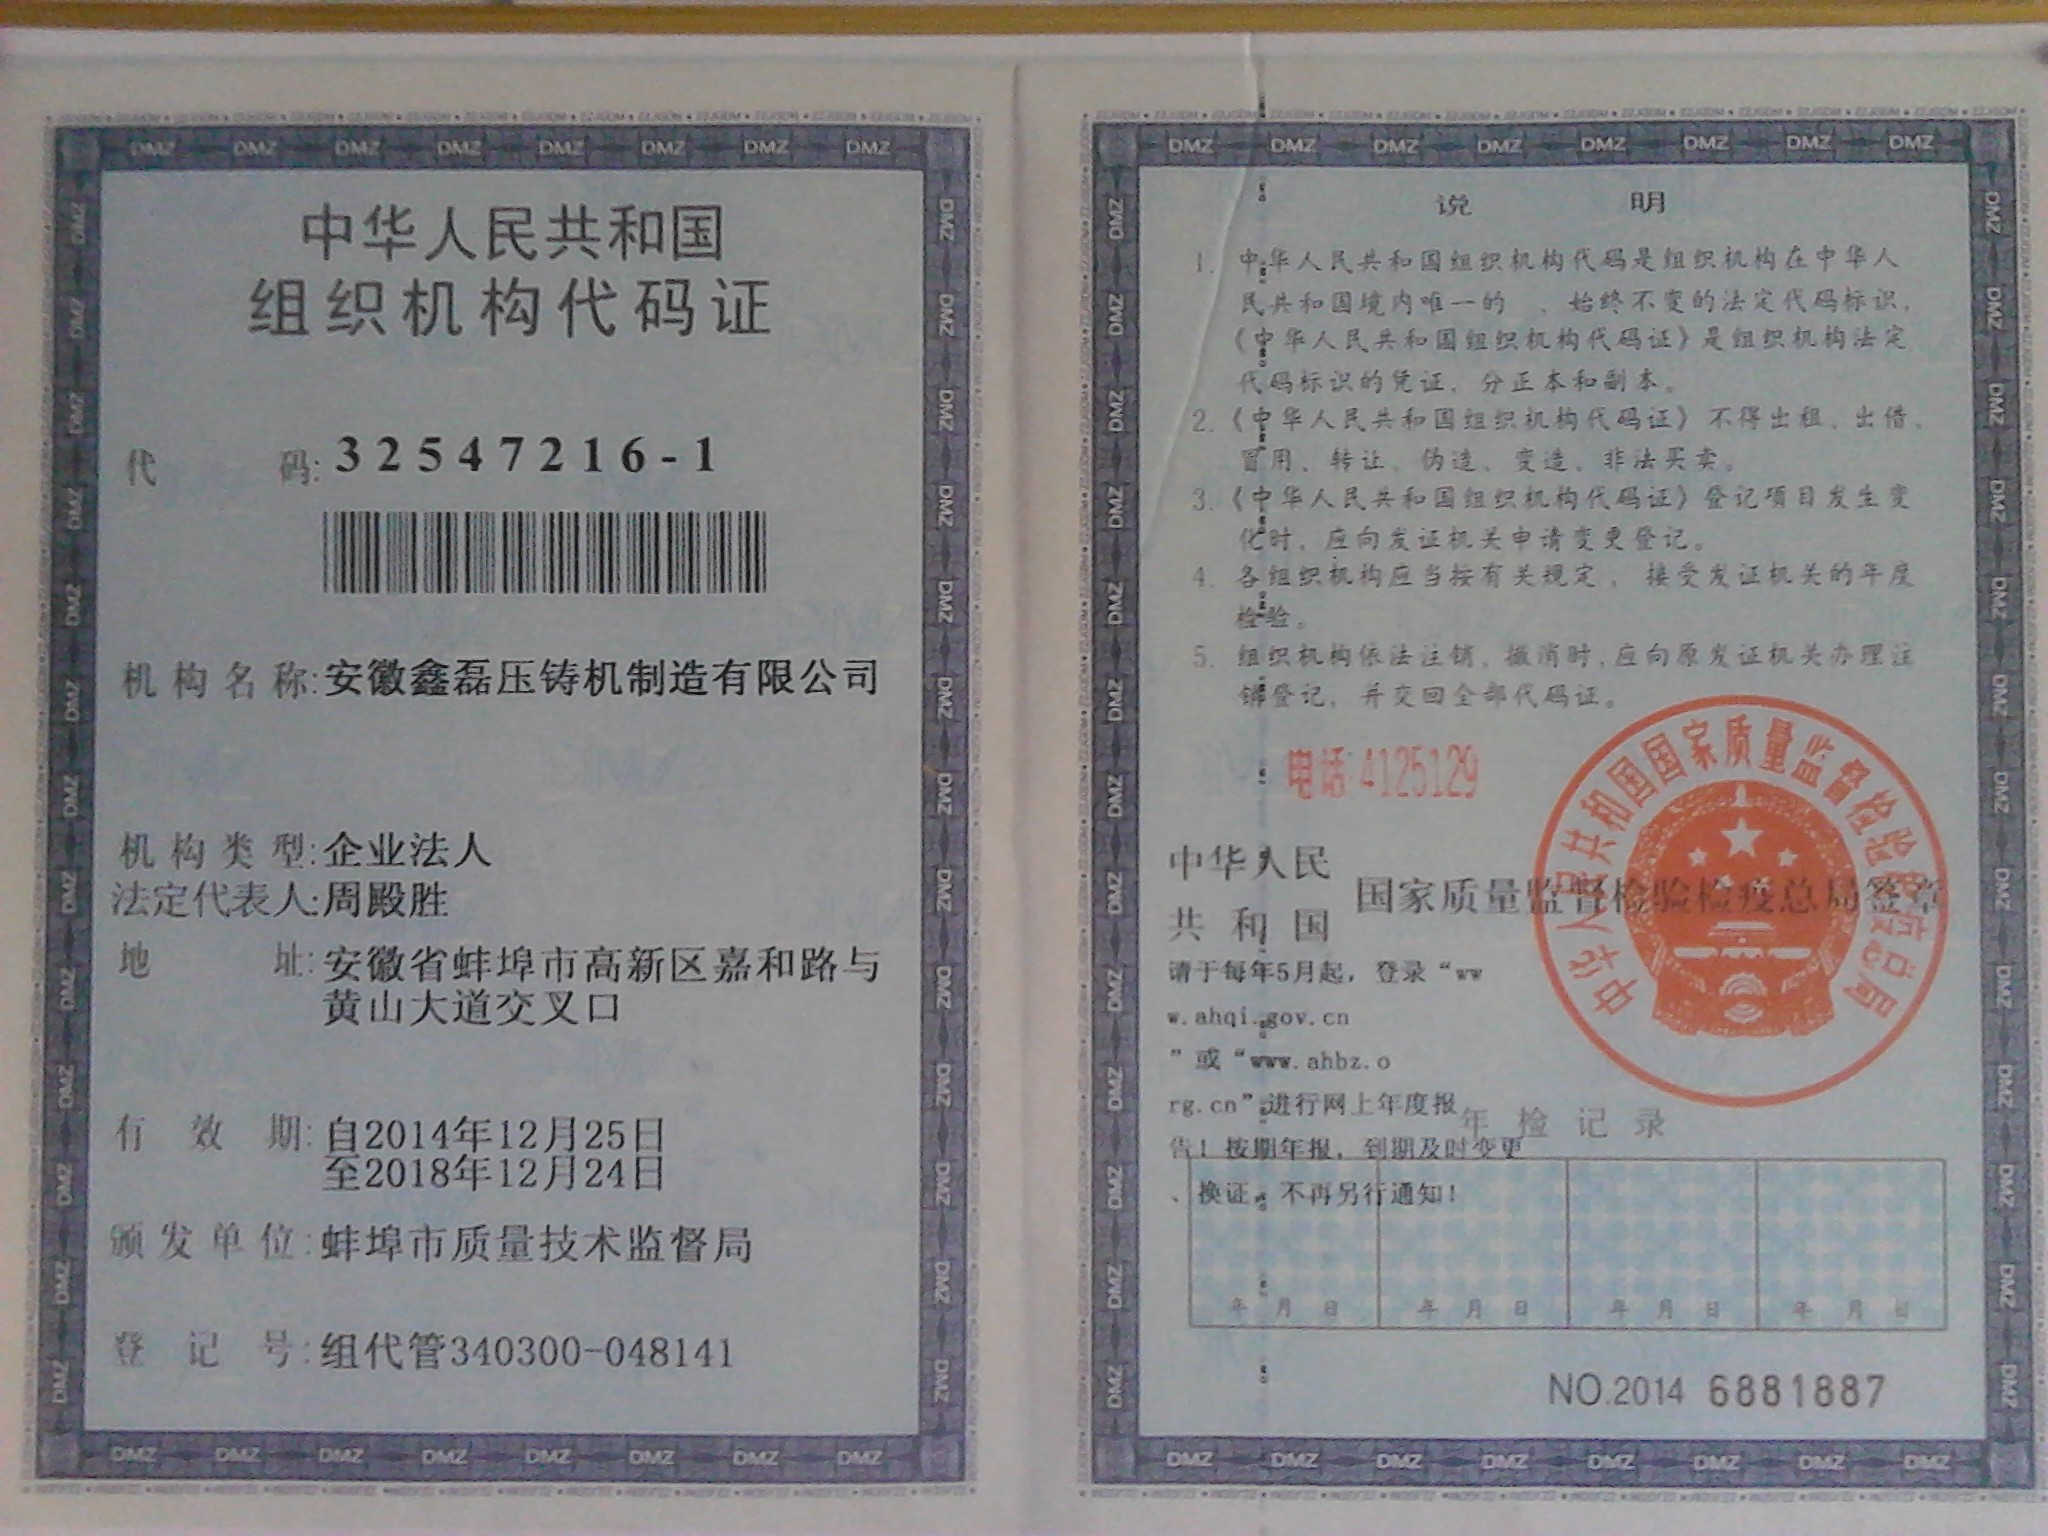 中华人民共和国
组织机构代码证
代 码: 32547216-1
机构名称: 安徽鑫磊压铸机制造有限公司
机构类型: 企业法人
法定代表人: 周殿胜
地 址: 安徽省蚌埠市高新区嘉和路与
黄山大道交叉口
有 效 期: 自2014年12月25日
至2018年12月24日
颁发单位: 蚌埠市质量技术监督局
登 记 号: 组代管340300-048141
说 明
1. 中华人民共和国组织机构代码是组织机构在中华人
民共和国境内唯一的 、始终不变的法定代码标识,
《中华人民共和国组织机构代码证》是组织机构法定
代码标识的凭证,分正本和副本。
2. 《中华人民共和国组织机构代码证》不得出租、出借、
冒用、转让、伪造、变造、非法买卖。
3. 《中华人民共和国组织机构代码证》登记项目发生变
化时,应向发证机关申请变更登记。
4. 各组织机构应当按有关规定,接受发证机关的年度
检验。
5. 组织机构依法注销、撤消时,应向原发证机关办理注
销登记,并交回全部代码证。
电话:4125129
中华人民
共和国
国家质量监督检验检疫总局签章
中华人民共和国国家质量监督检验检疫总局
请于每年5月起,登录“ww
w.ahqi.gov.cn
”或“www.ahbz.o
rg.cn”进行网上年度报
告!按期年报,到期及时变更
、换证。不再另行通知!
年检记录
年 月 日 年 月 日 年 月 日 年 月 日
NO.2014 6881887
DMZ